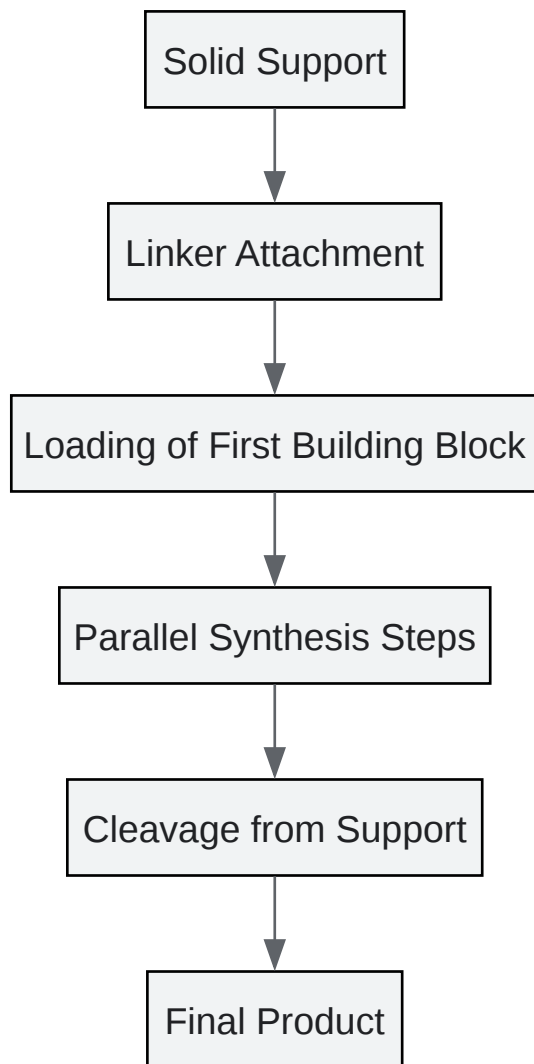 Solid Support
Linker Attachment
Loading of First Building Block
Parallel Synthesis Steps
Cleavage from Support
Final Product